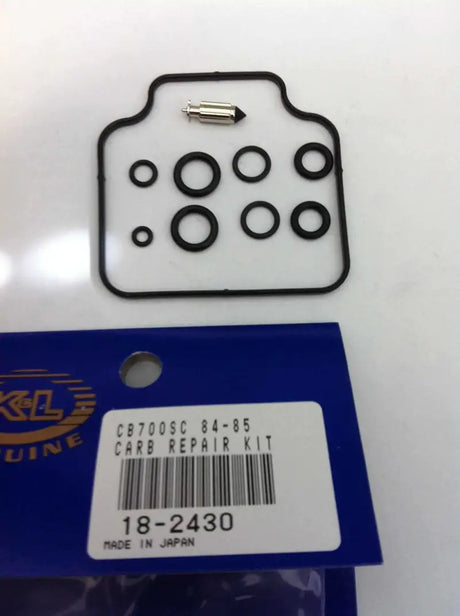 K&L
CB700SC 84-85
CARB REPAIR KIT
18-2430
MADE IN JAPAN